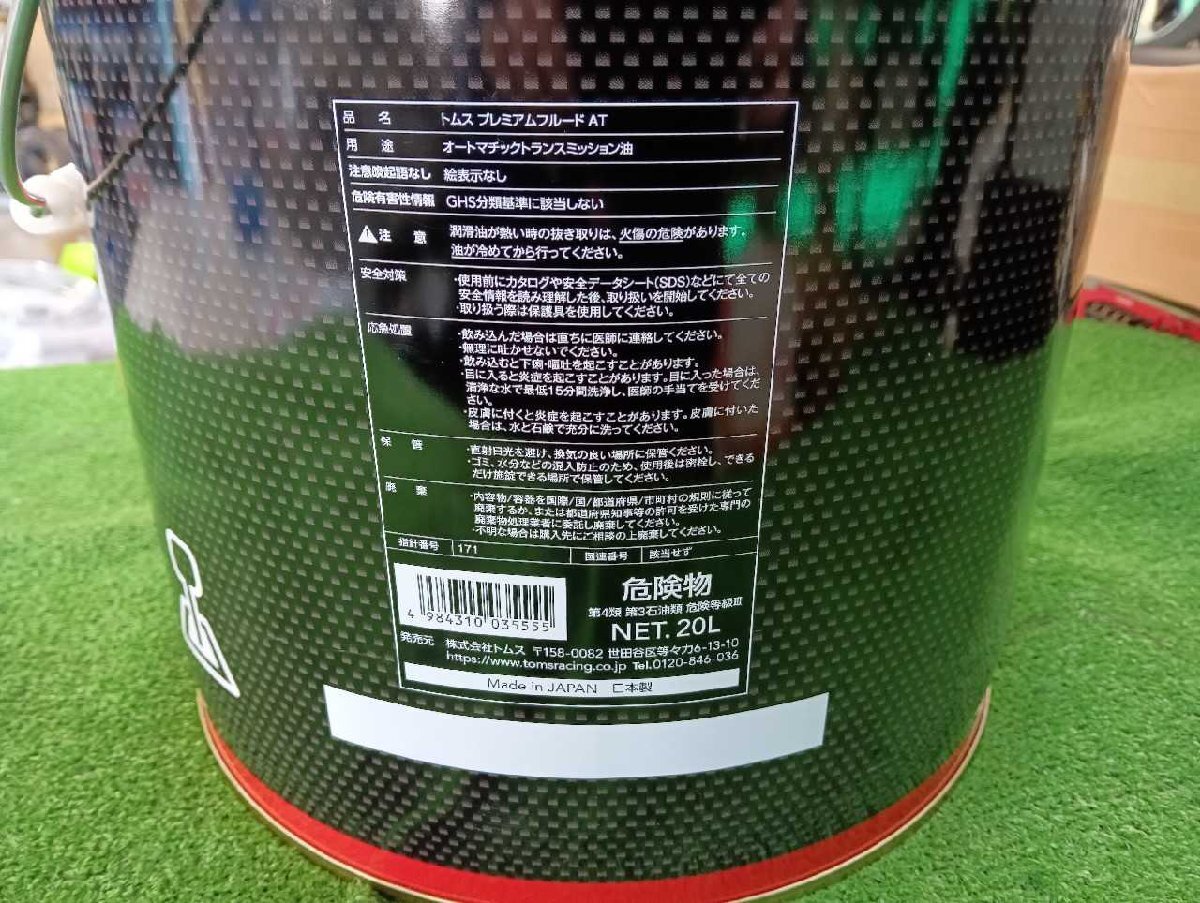 品名 トムス プレミアムフルード AT
用途 オートマチックトランスミッション油
注意喚起語なし 絵表示なし
危険有害性情報 GHS分類基準に該当しない
注意 潤滑油が熱い時の抜き取りは、火傷の危険があります。
油が冷めてから行ってください。
安全対策 ・使用前にカタログや安全データシート(SDS)などにて全ての
安全情報を読み理解した後、取り扱いを開始してください。
・取り扱う際は保護具を使用してください。
応急処置 ・飲み込んだ場合は直ちに医師に連絡してください。
・無理に吐かせないでください。
・飲み込むと下痢・嘔吐を起こすことがあります。
・目に入ると炎症を起こすことがあります。目に入った場合は、
清浄な水で最低15分間洗浄し、医師の手当てを受けてくだ
さい。
・皮膚に付くと炎症を起こすことがあります。皮膚に付いた
場合は、水と石鹸で充分に洗ってください。
保管 ・直射日光を避け、換気の良い場所に保管ください。
・ゴミ、水分などの混入防止のため、使用後は密栓し、できる
だけ施錠できる場所で保管してください。
廃棄 ・内容物/容器を国際/国/都道府県/市町村の規則に従って
廃棄するか、または都道府県知事等の許可を受けた専門の
廃棄物処理業者に委託し廃棄してください。
・不明な場合は購入先にご相談の上廃棄してください。
指針番号 171 国連番号 該当せず
4 984310 035555
危険物
第4類 第3石油類 危険等級Ⅲ
NET. 20L
発売元 株式会社トムス 〒158-0082 世田谷区等々力6-13-10
https://www.tomsracing.co.jp Tel.0120-846-036
Made in JAPAN 日本製